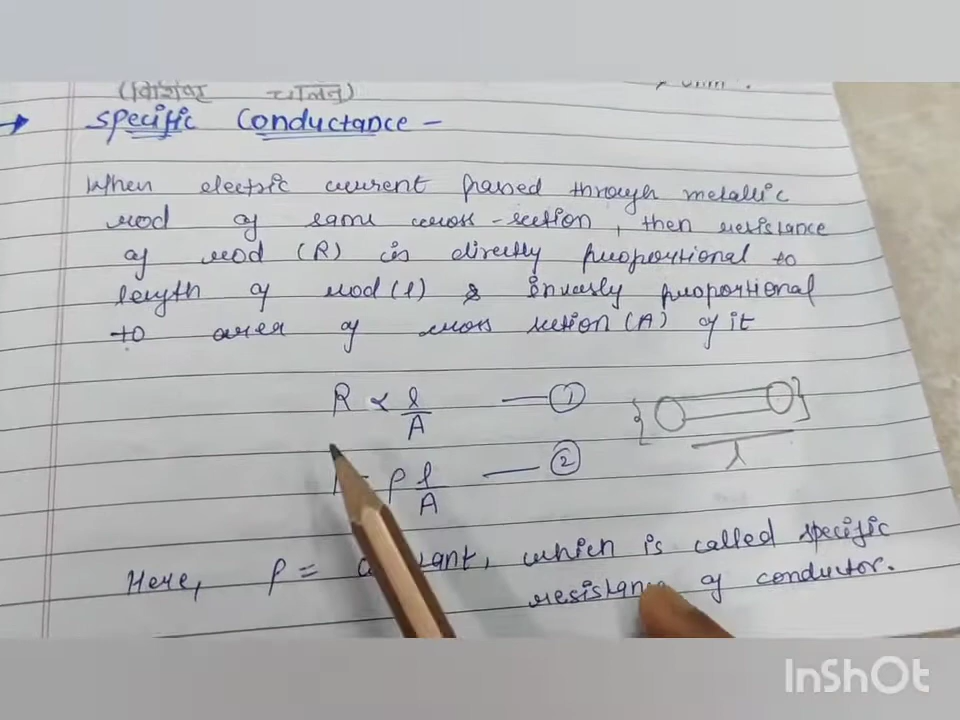 (विशिष्ट चालन)
→ Specific Conductance –
When electric current passed through metallic
rod of same cross-section, then resistance
of rod (R) is directly proportional to
length of rod (l) & inversly proportional
to area of cross section (A) of it
R ∝ l/A — ①
ρ l/A — ②
Here, ρ = which is called specific
resistance of conductor.
InShOt